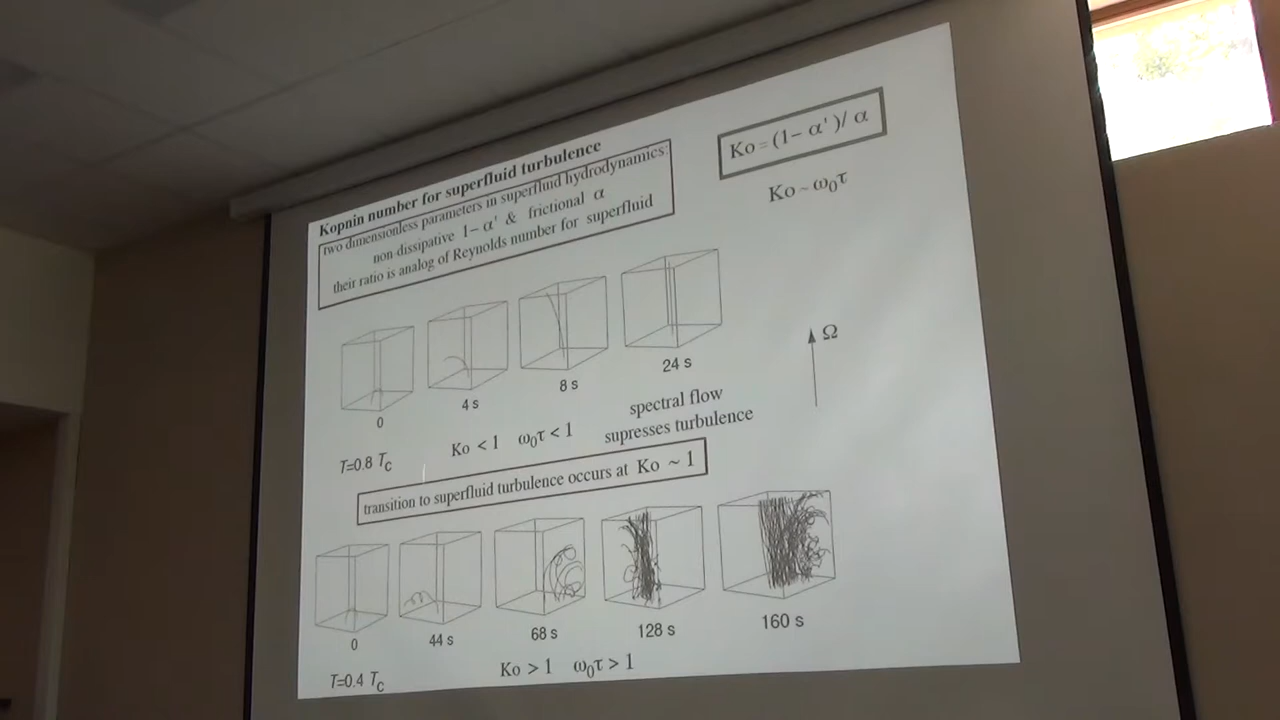 Kopnin number for superfluid turbulence
two dimensionless parameters in superfluid hydrodynamics:
non-dissipative 1− α' & frictional α
their ratio is analog of Reynolds number for superfluid
Ko = (1− α' )/ α
Ko ~ ω₀τ
0
4 s
8 s
24 s
Ω
T=0.8 T_C
Ko < 1 ω₀τ < 1
spectral flow
supresses turbulence
transition to superfluid turbulence occurs at Ko ~ 1
0
44 s
68 s
128 s
160 s
T=0.4 T_C
Ko > 1 ω₀τ > 1